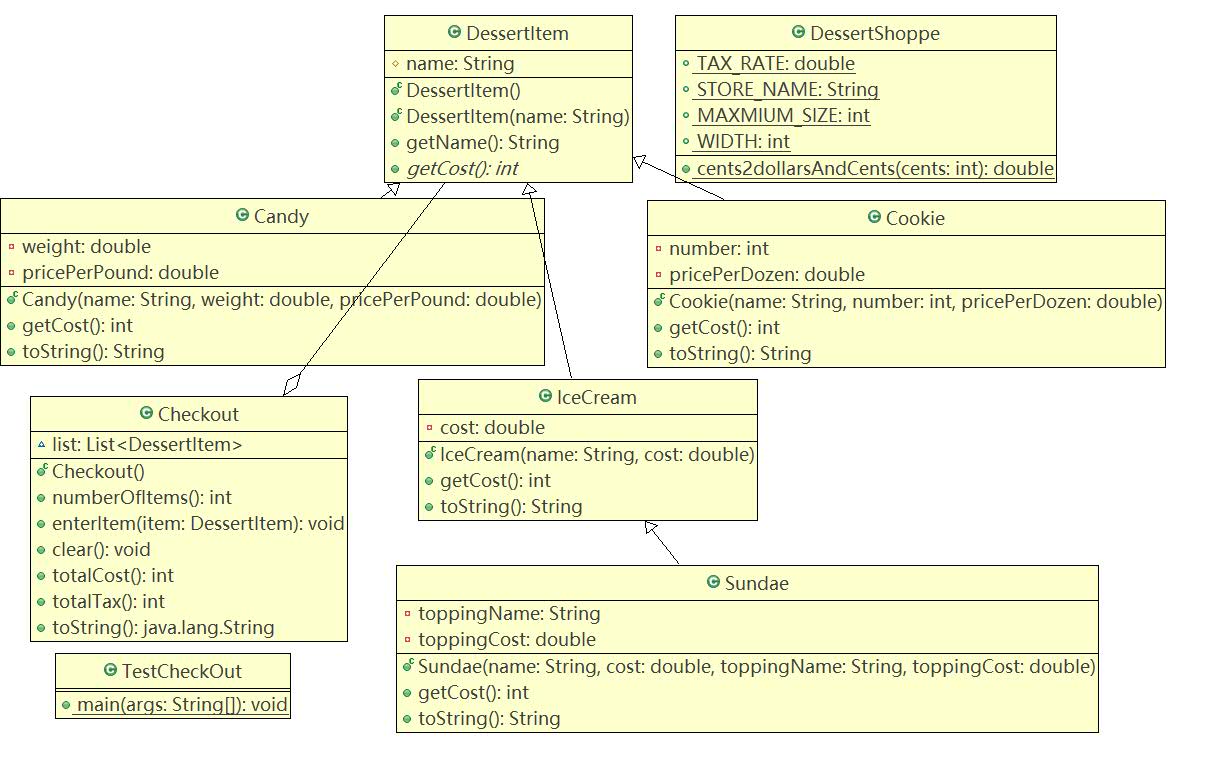 DessertItem
name: String
DessertItem()
DessertItem(name: String)
getName(): String
getCost(): int
DessertShoppe
TAX_RATE: double
STORE_NAME: String
MAXMIUM_SIZE: int
WIDTH: int
cents2dollarsAndCents(cents: int): double
Candy
weight: double
pricePerPound: double
Candy(name: String, weight: double, pricePerPound: double)
getCost(): int
toString(): String
Cookie
number: int
pricePerDozen: double
Cookie(name: String, number: int, pricePerDozen: double)
getCost(): int
toString(): String
Checkout
list: List<DessertItem>
Checkout()
numberOfItems(): int
enterItem(item: DessertItem): void
clear(): void
totalCost(): int
totalTax(): int
toString(): java.lang.String
IceCream
cost: double
IceCream(name: String, cost: double)
getCost(): int
toString(): String
Sundae
toppingName: String
toppingCost: double
Sundae(name: String, cost: double, toppingName: String, toppingCost: double)
getCost(): int
toString(): String
TestCheckOut
main(args: String[]): void